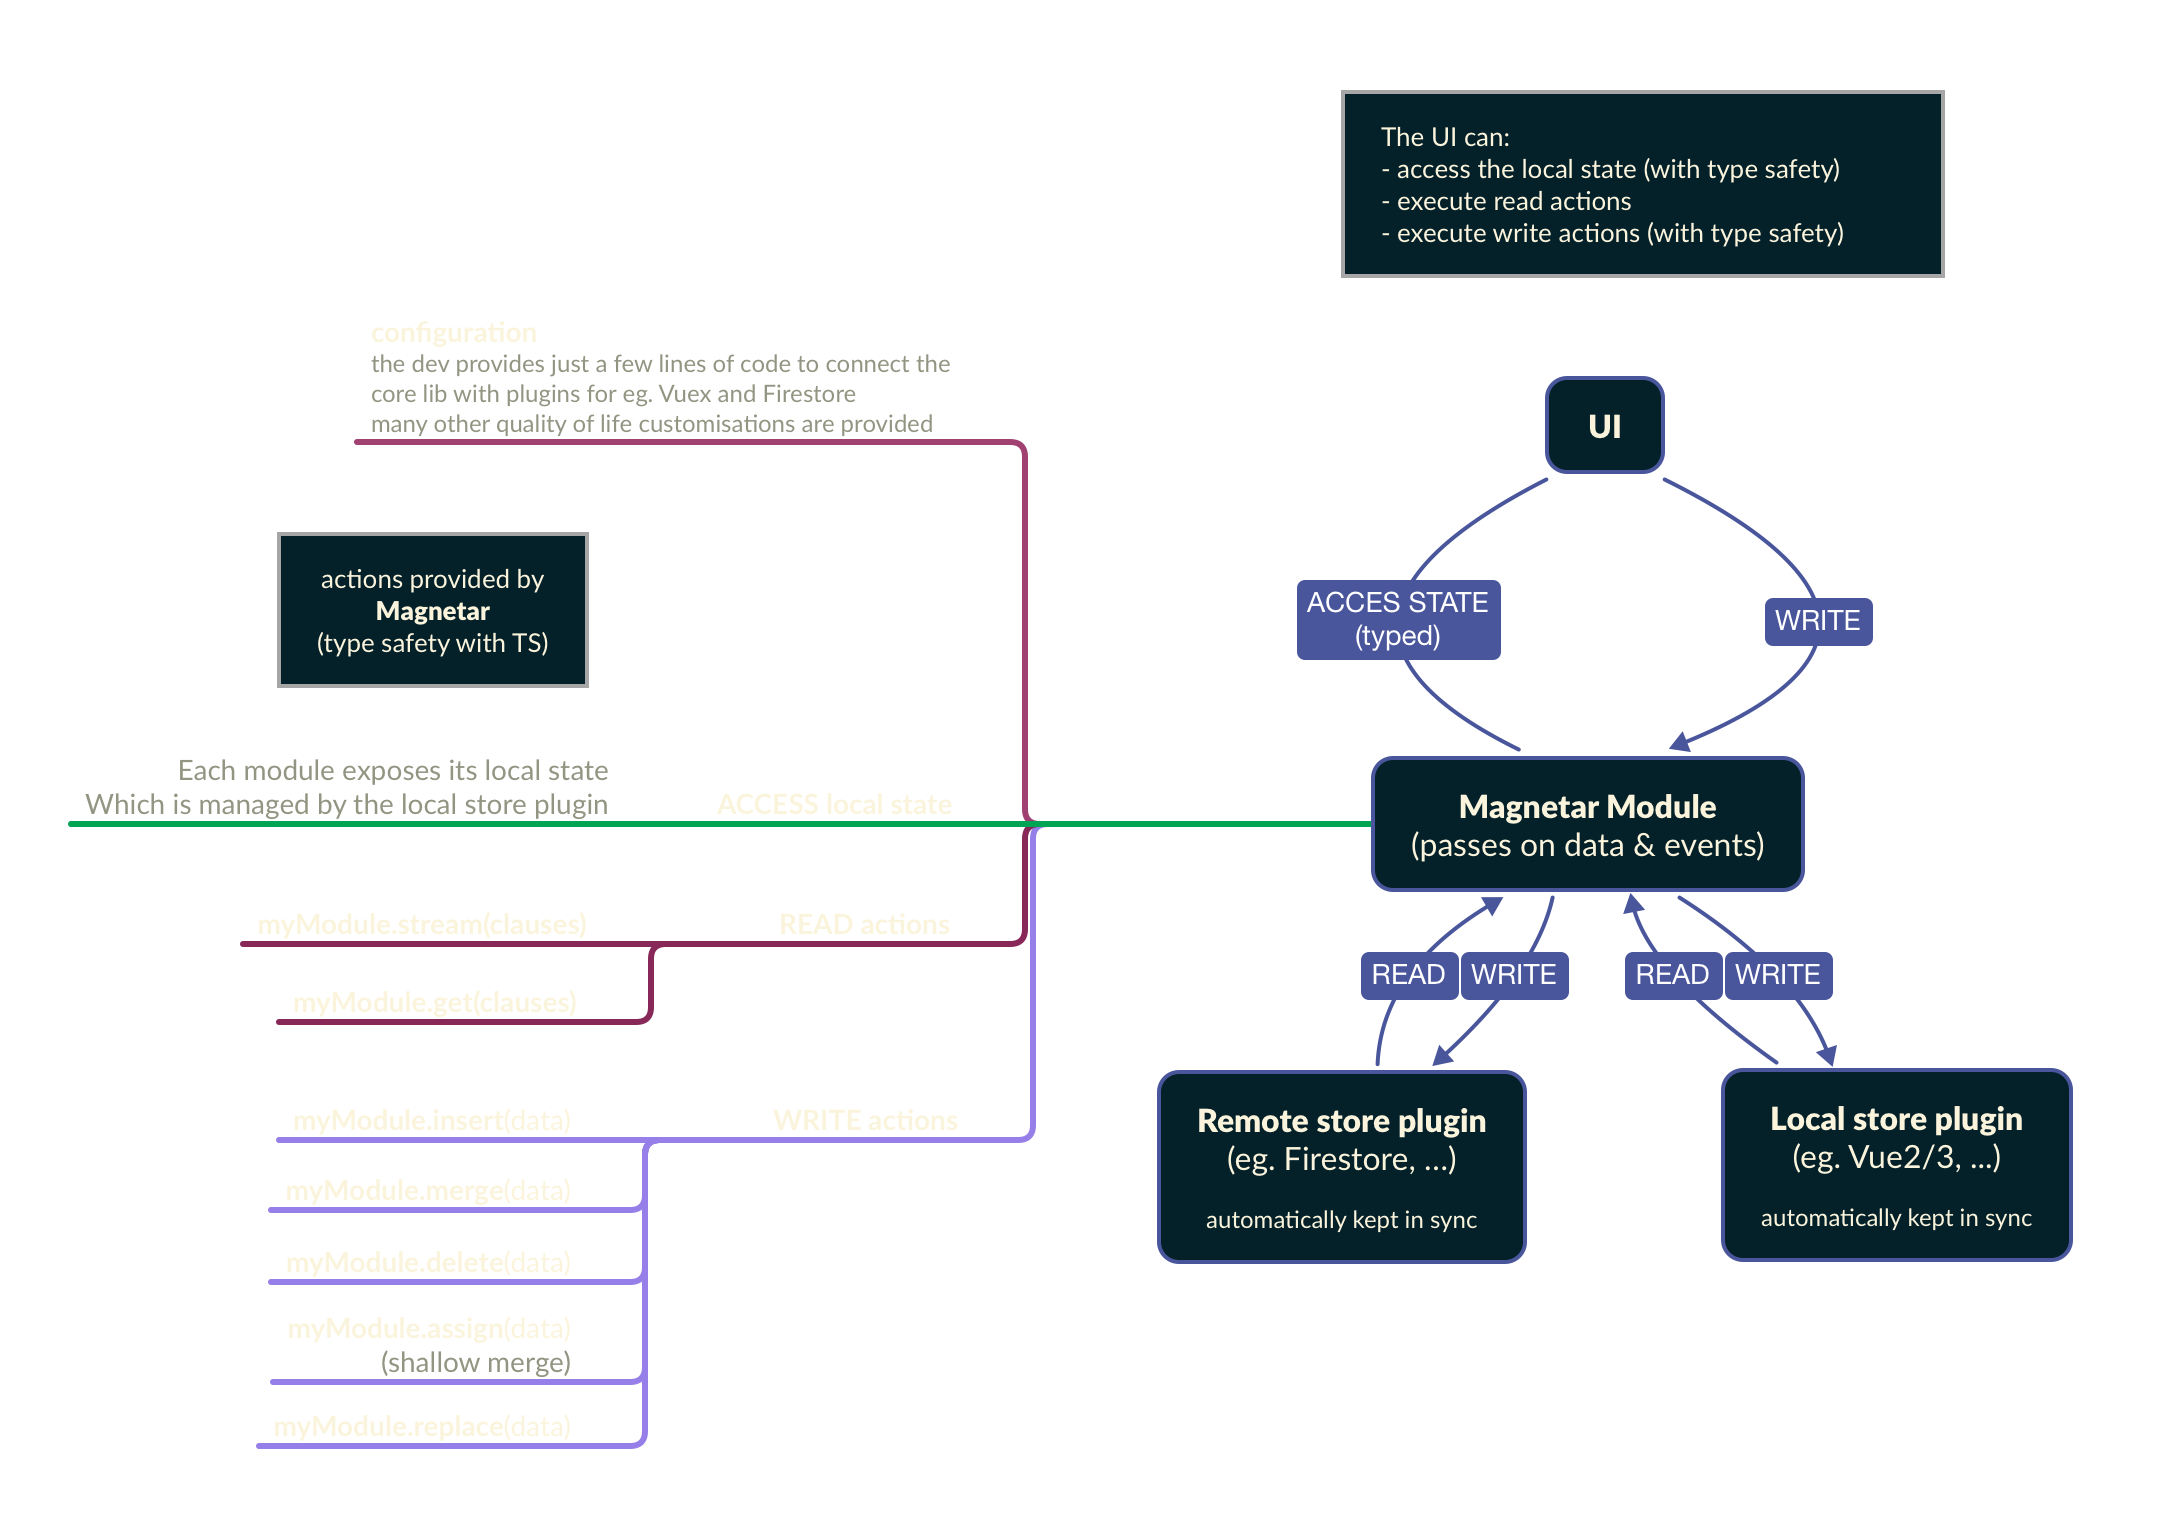 The UI can:
- access the local state (with type safety)
- execute read actions
- execute write actions (with type safety)
configuration
the dev provides just a few lines of code to connect the
core lib with plugins for eg. Vuex and Firestore
many other quality of life customisations are provided
UI
actions provided by
Magnetar
(type safety with TS)
ACCES STATE
(typed)
WRITE
Each module exposes its local state
Which is managed by the local store plugin
ACCESS local state
Magnetar Module
(passes on data & events)
myModule.stream(clauses)
READ actions
myModule.get(clauses)
READ
WRITE
READ
WRITE
myModule.insert(data)
WRITE actions
myModule.merge(data)
myModule.delete(data)
myModule.assign(data)
(shallow merge)
myModule.replace(data)
Remote store plugin
(eg. Firestore, ...)
automatically kept in sync
Local store plugin
(eg. Vue2/3, ...)
automatically kept in sync